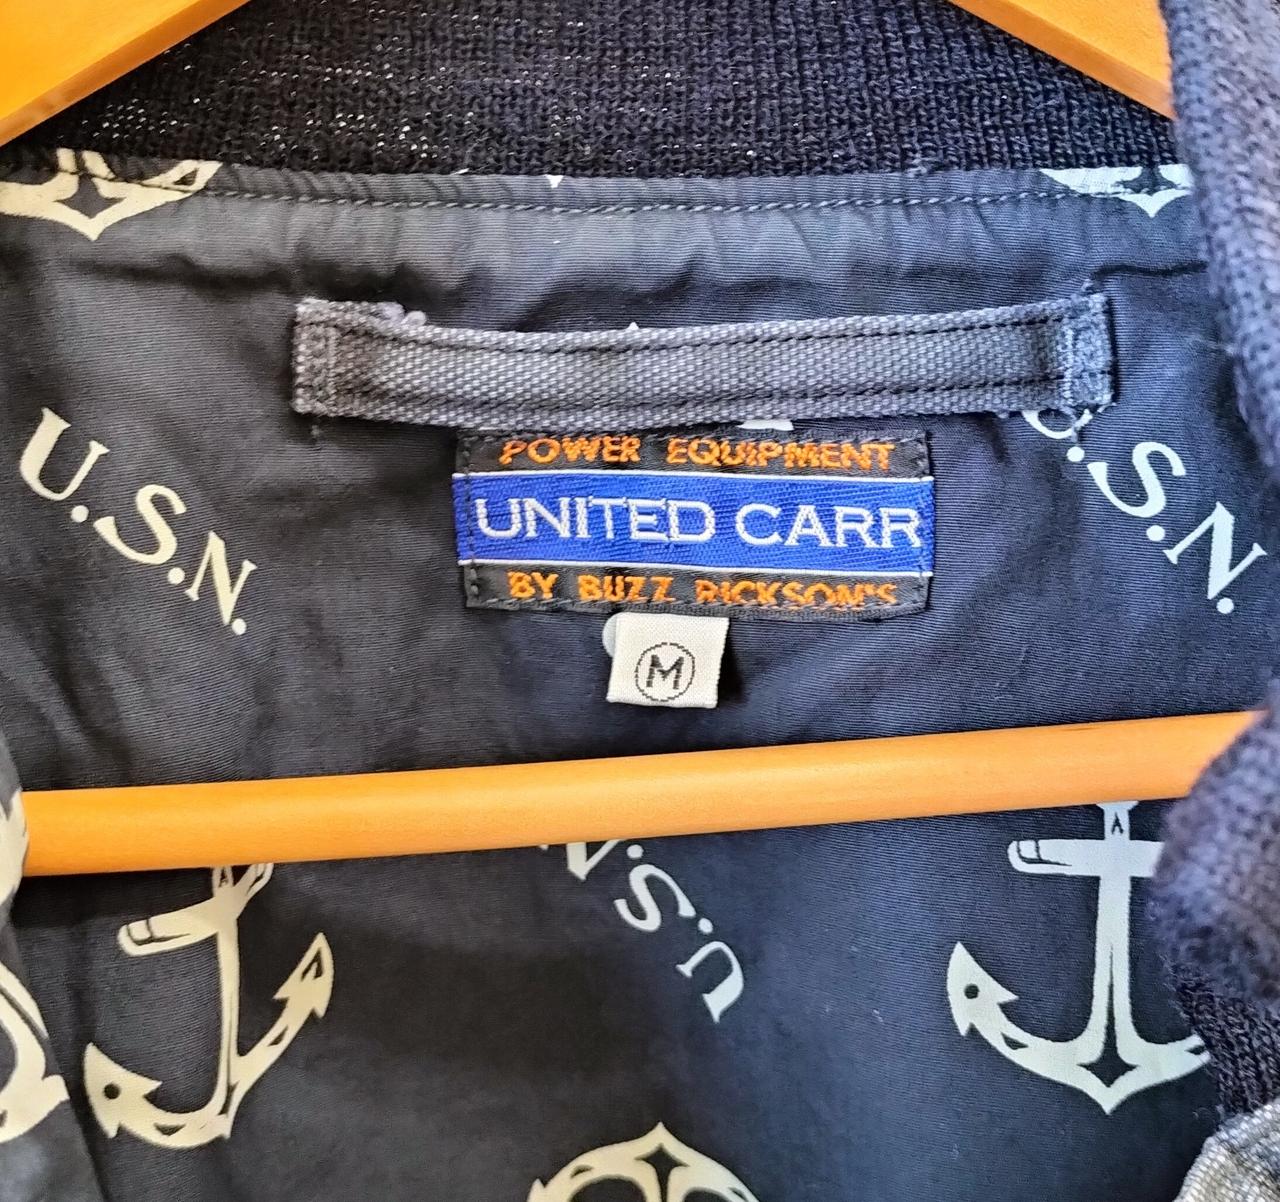 POWER EQUIPMENT
UNITED CARR
BY BUZZ RICKSON'S
M
U.S.N.
U.S.N.
U.S.N.
A
A